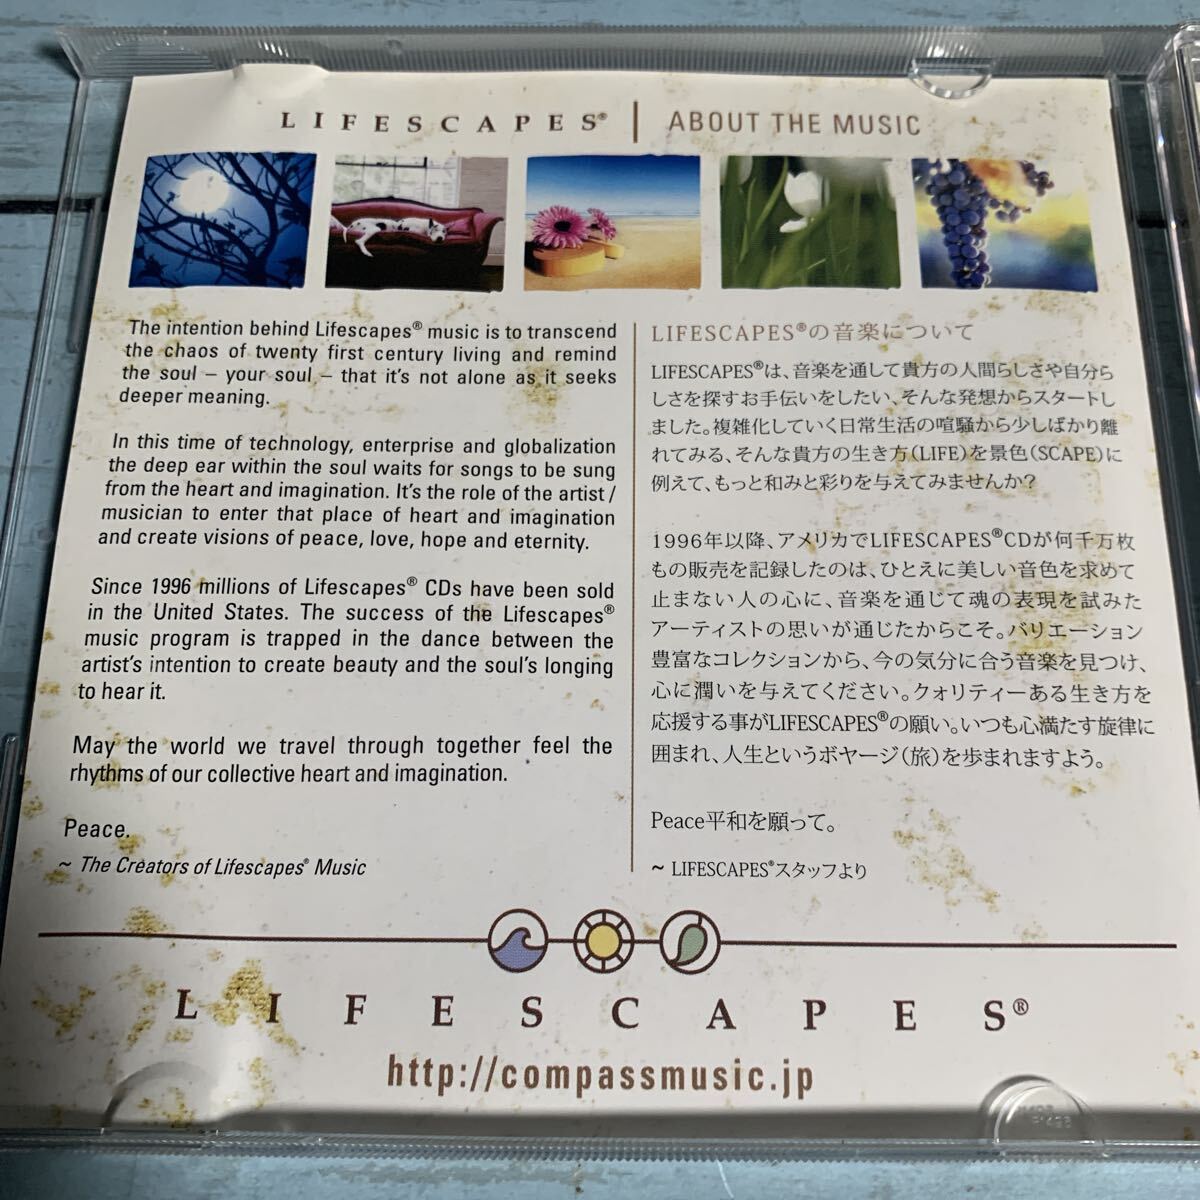 LIFESCAPES® | ABOUT THE MUSIC
The intention behind Lifescapes® music is to transcend
the chaos of twenty first century living and remind
the soul – your soul – that it's not alone as it seeks
deeper meaning.
In this time of technology, enterprise and globalization
the deep ear within the soul waits for songs to be sung
from the heart and imagination. It's the role of the artist /
musician to enter that place of heart and imagination
and create visions of peace, love, hope and eternity.
Since 1996 millions of Lifescapes® CDs have been sold
in the United States. The success of the Lifescapes®
music program is trapped in the dance between the
artist's intention to create beauty and the soul's longing
to hear it.
May the world we travel through together feel the
rhythms of our collective heart and imagination.
Peace.
~ The Creators of Lifescapes® Music
LIFESCAPES®の音楽について
LIFESCAPES®は、音楽を通して貴方の人間らしさや自分ら
しさを探すお手伝いをしたい、そんな発想からスタートし
ました。複雑化していく日常生活の喧騒から少しばかり離
れてみる、そんな貴方の生き方(LIFE)を景色(SCAPE)に
例えて、もっと和みと彩りを与えてみませんか?
1996年以降、アメリカでLIFESCAPES®CDが何千万枚
もの販売を記録したのは、ひとえに美しい音色を求めて
止まない人の心に、音楽を通じて魂の表現を試みた
アーティストの思いが通じたからこそ。バリエーション
豊富なコレクションから、今の気分に合う音楽を見つけ、
心に潤いを与えてください。クォリティーある生き方を
応援する事がLIFESCAPES®の願い。いつも心満たす旋律に
囲まれ、人生というボヤージ(旅)を歩まれますよう。
Peace平和を願って。
~ LIFESCAPES®スタッフより
LIFESCAPES®
http://compassmusic.jp